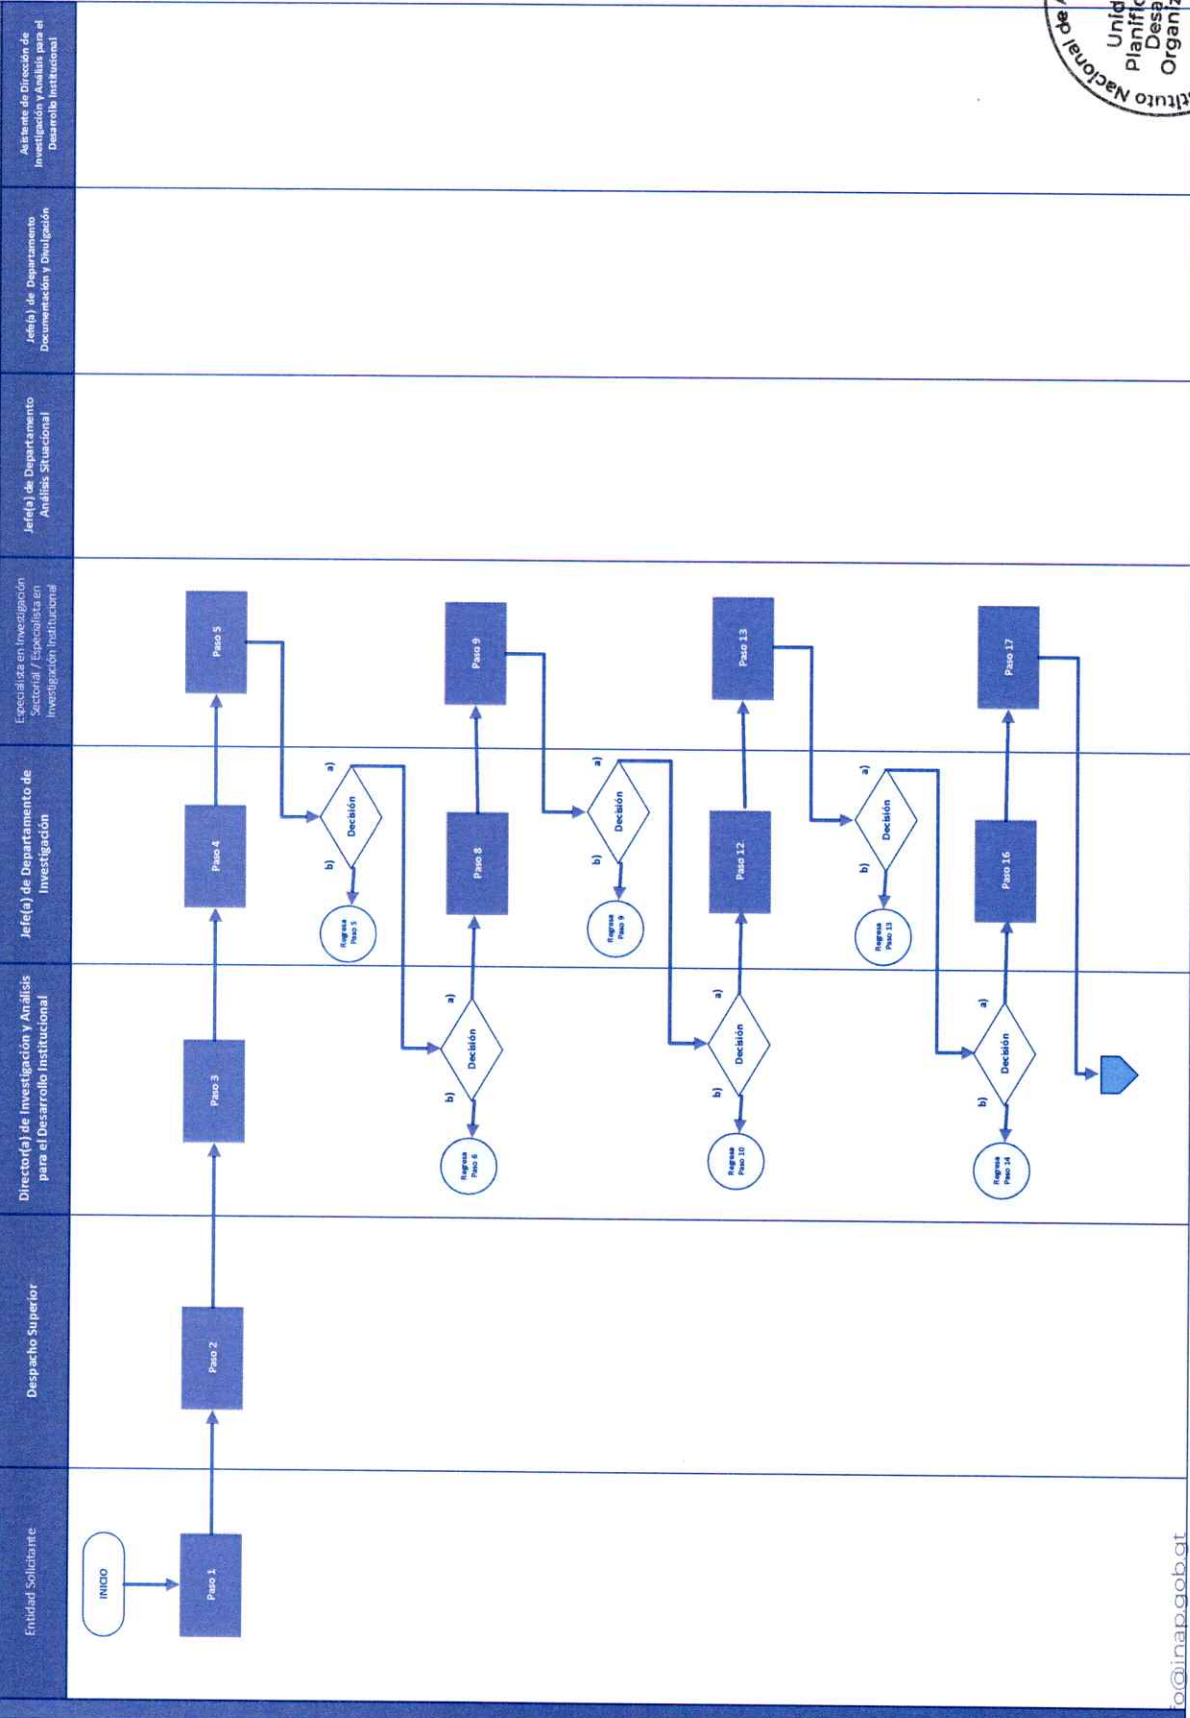 Entidad Solicitante
Despacho Superior
Director(a) de Investigación y Análisis
para el Desarrollo Institucional
Jefe(a) de Departamento de
Investigación
Especialista en Investigación
Sectorial / Especialista en
Investigación Institucional
Jefe(a) de Departamento
Análisis Situacional
Jefe(a) de Departamento
Documentación y Divulgación
Asistente de Dirección de
Investigación y Análisis para el
Desarrollo Institucional
INICIO
Paso 1
Paso 2
Paso 3
Paso 4
Paso 5
a)
Decisión
b)
Regresa
Paso 5
a)
Decisión
b)
Regresa
Paso 6
Paso 8
Paso 9
a)
Decisión
b)
Regresa
Paso 9
a)
Decisión
b)
Regresa
Paso 10
Paso 12
Paso 13
a)
Decisión
b)
Regresa
Paso 13
a)
Decisión
b)
Regresa
Paso 14
Paso 16
Paso 17
stituto Nacional de A
Unid
Planific
Desa
Organiz
fo@inap.gob.gt